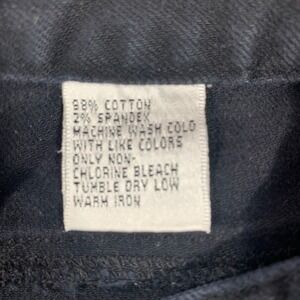 98% COTTON
2% SPANDEX
MACHINE WASH COLD
WITH LIKE COLORS
ONLY NON-
CHLORINE BLEACH
TUMBLE DRY LOW
WARM IRON